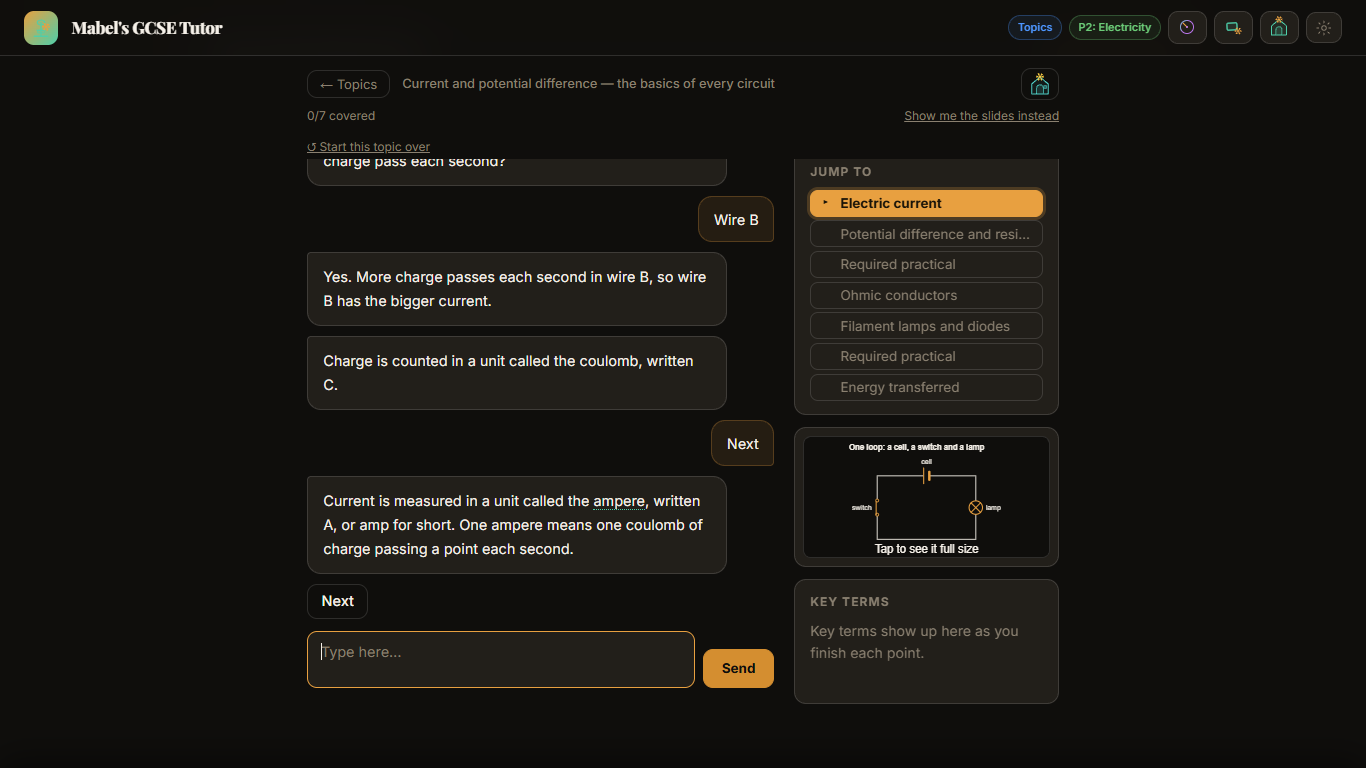 Mabel's GCSE Tutor
Topics
P2: Electricity
← Topics
Current and potential difference — the basics of every circuit
0/7 covered
Show me the slides instead
↺ Start this topic over
charge pass each second?
Wire B
Yes. More charge passes each second in wire B, so wire
B has the bigger current.
Charge is counted in a unit called the coulomb, written
C.
Next
Current is measured in a unit called the ampere, written
A, or amp for short. One ampere means one coulomb of
charge passing a point each second.
Next
Type here...
Send
JUMP TO
Electric current
Potential difference and resi...
Required practical
Ohmic conductors
Filament lamps and diodes
Required practical
Energy transferred
One loop: a cell, a switch and a lamp
cell
switch
lamp
Tap to see it full size
KEY TERMS
Key terms show up here as you
finish each point.